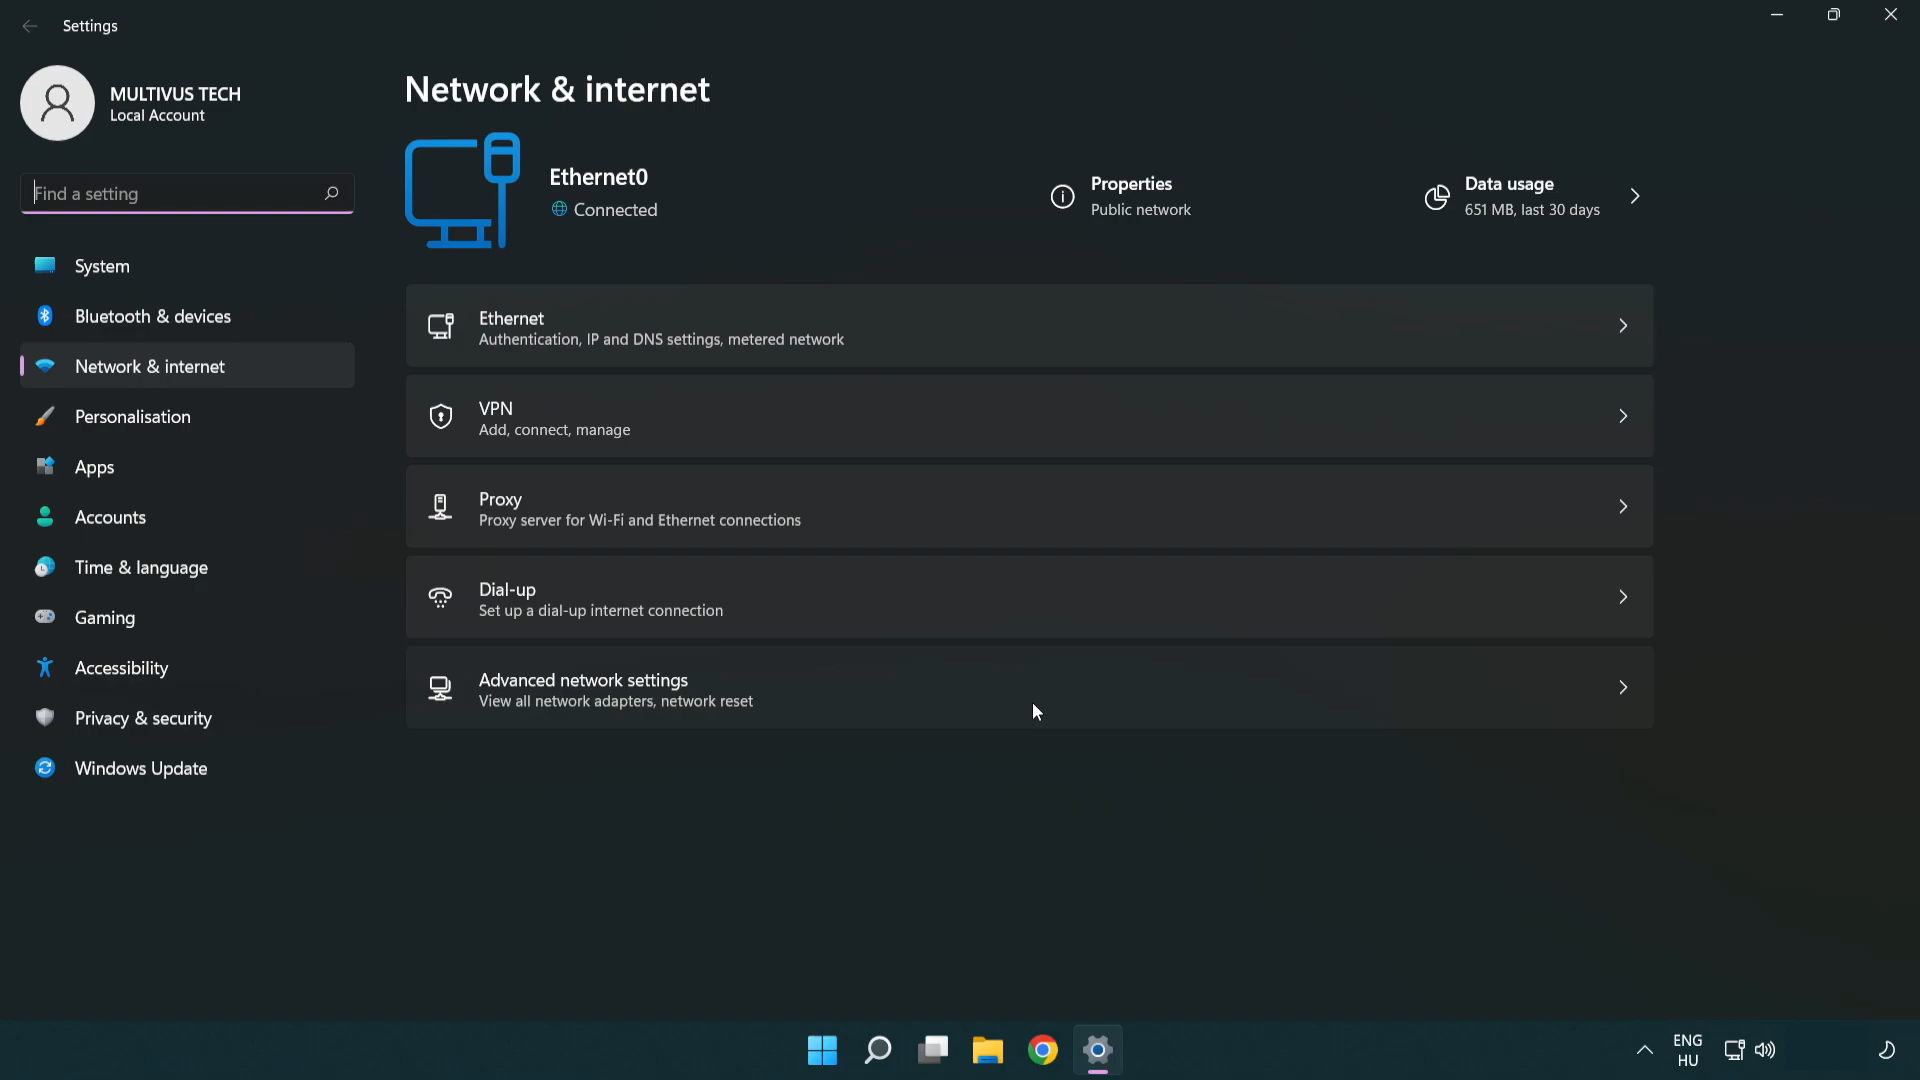 Settings
MULTIVUS TECH
Local Account
Find a setting
System
Bluetooth & devices
Network & internet
Personalisation
Apps
Accounts
Time & language
Gaming
Accessibility
Privacy & security
Windows Update
Network & internet
Ethernet0
Connected
Properties
Public network
Data usage
651 MB, last 30 days
Ethernet
Authentication, IP and DNS settings, metered network
VPN
Add, connect, manage
Proxy
Proxy server for Wi-Fi and Ethernet connections
Dial-up
Set up a dial-up internet connection
Advanced network settings
View all network adapters, network reset
ENG
HU